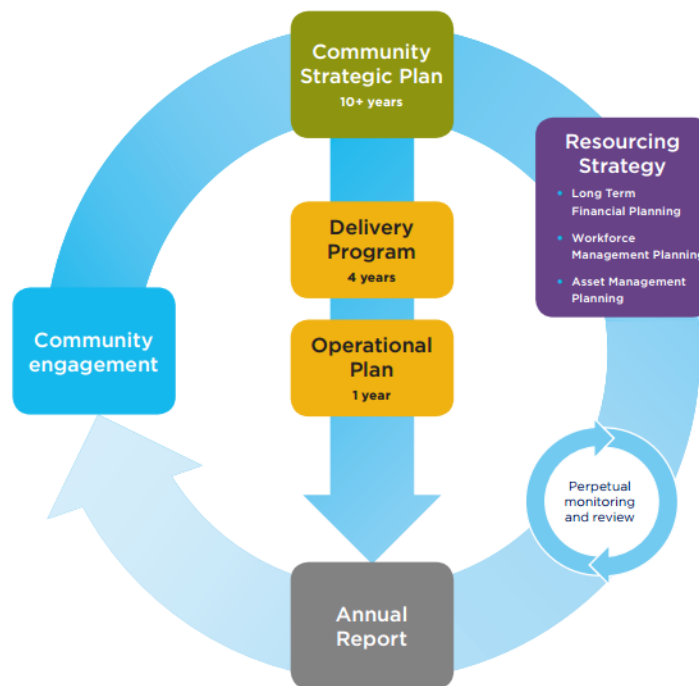 Community
Strategic Plan
10+ years
Resourcing
Strategy
• Long Term
Financial Planning
• Workforce
Management Planning
• Asset Management
Planning
Delivery
Program
4 years
Operational
Plan
1 year
Community
engagement
Perpetual
monitoring
and review
Annual
Report